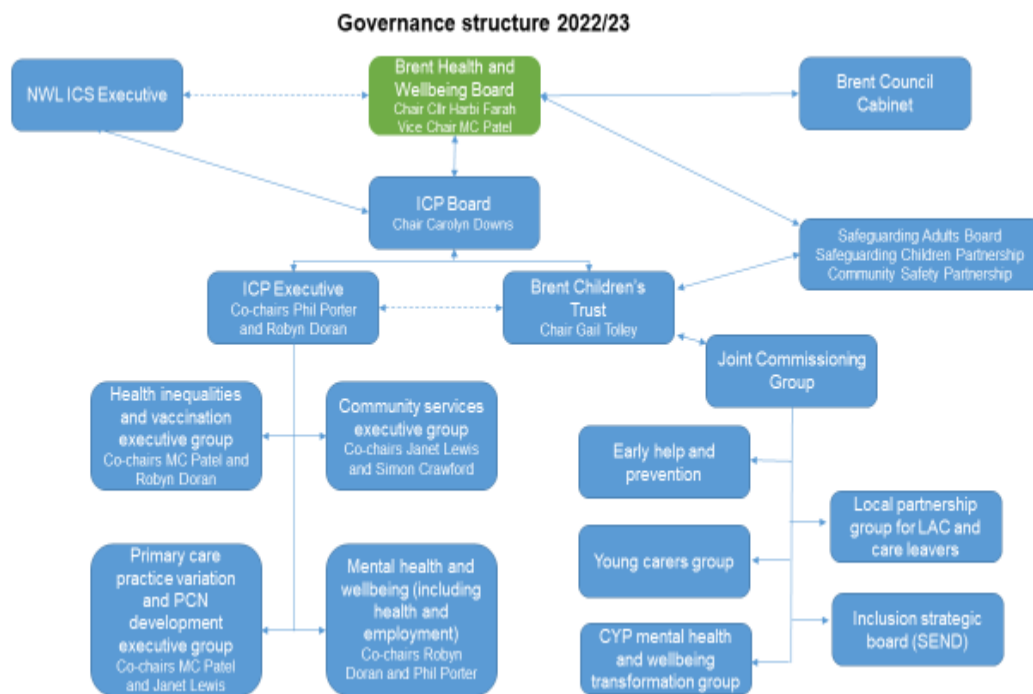 Governance structure 2022/23
NWL ICS Executive
Brent Health and
Wellbeing Board
Chair Cllr Harbi Farah
Vice Chair MC Patel
Brent Council
Cabinet
ICP Board
Chair Carolyn Downs
Safeguarding Adults Board
Safeguarding Children Partnership
Community Safety Partnership
ICP Executive
Co-chairs Phil Porter
and Robyn Doran
Brent Children's
Trust
Chair Gail Tolley
Joint Commissioning
Group
Health inequalities
and vaccination
executive group
Co-chairs MC Patel and
Robyn Doran
Community services
executive group
Co-chairs Janet Lewis
and Simon Crawford
Early help and
prevention
Local partnership
group for LAC and
care leavers
Young carers group
Primary care
practice variation
and PCN
development
executive group
Co-chairs MC Patel
and Janet Lewis
Mental health and
wellbeing (including
health and
employment)
Co-chairs Robyn
Doran and Phil Porter
Inclusion strategic
board (SEND)
CYP mental health
and wellbeing
transformation group